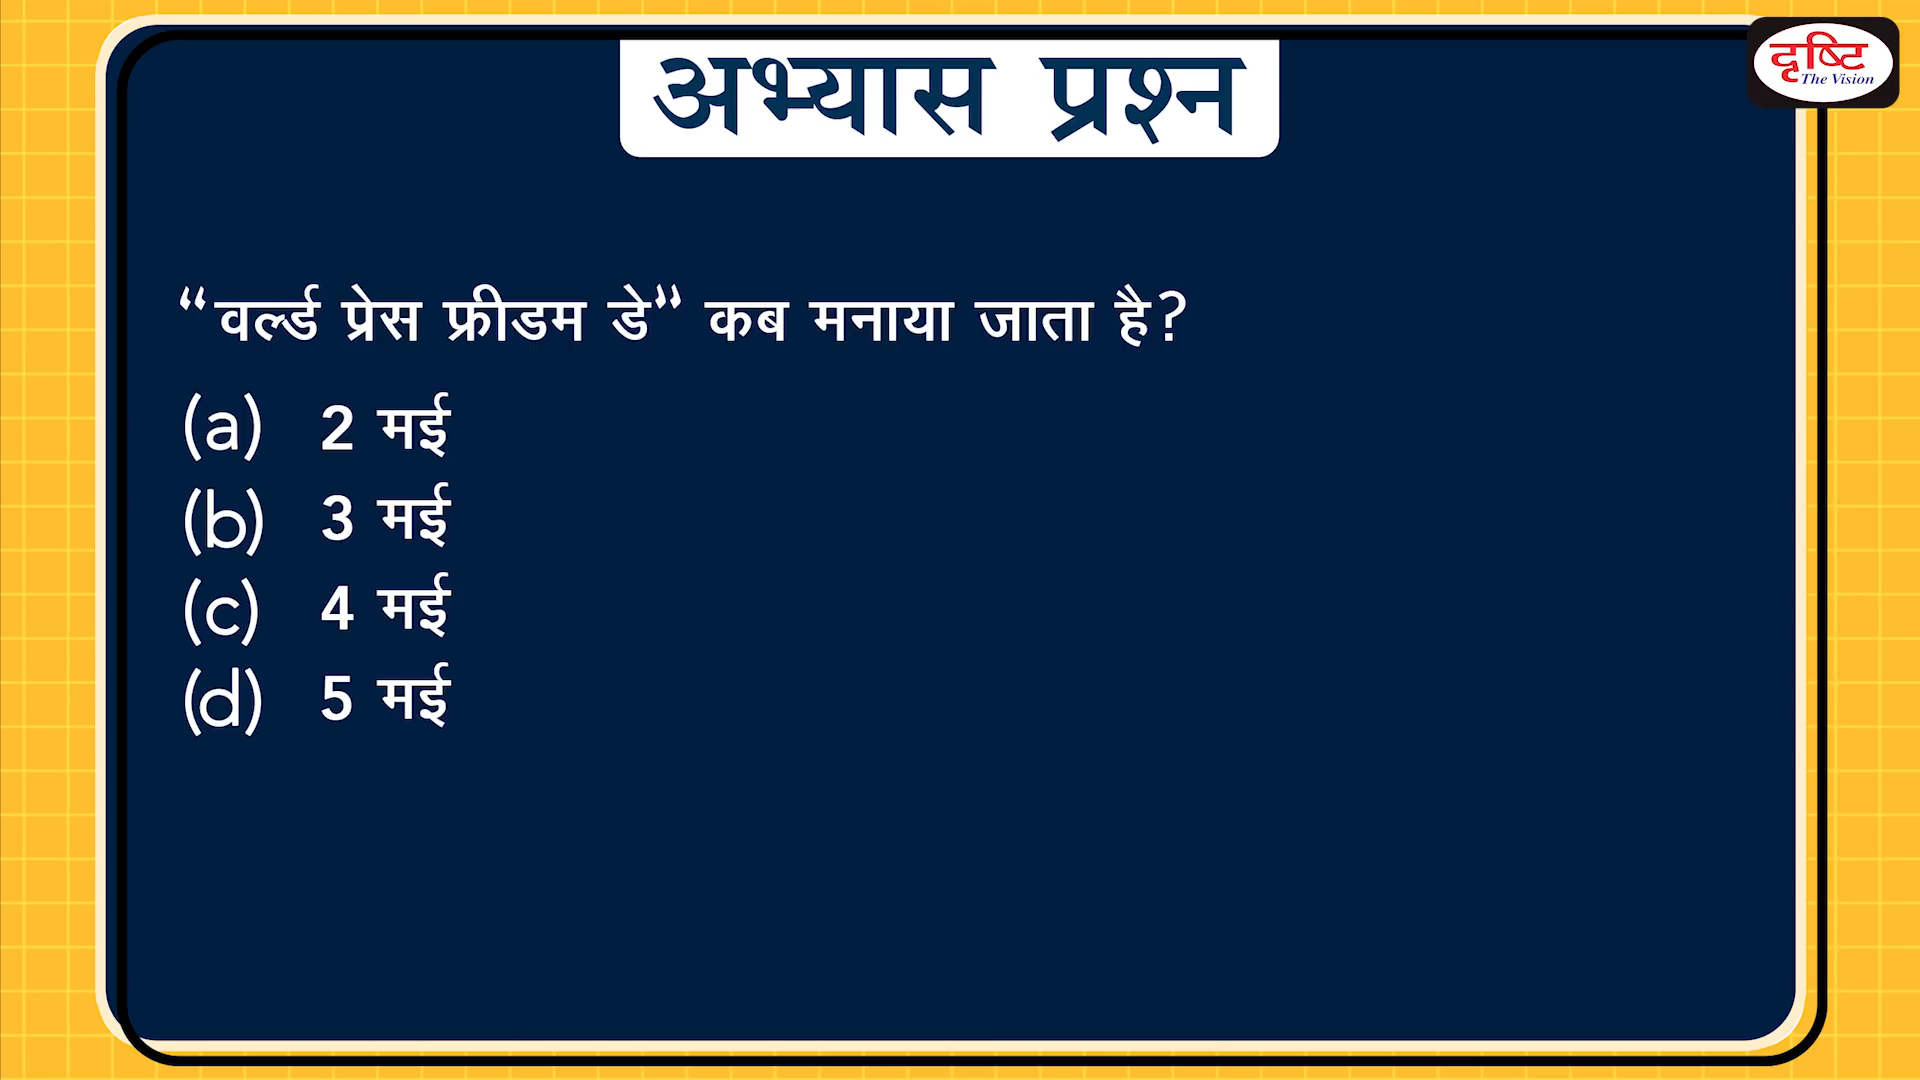 अभ्यास प्रश्न
दृष्टि
The Vision
“वर्ल्ड प्रेस फ्रीडम डे” कब मनाया जाता है?
(a) 2 मई
(b) 3 मई
(c) 4 मई
(d) 5 मई